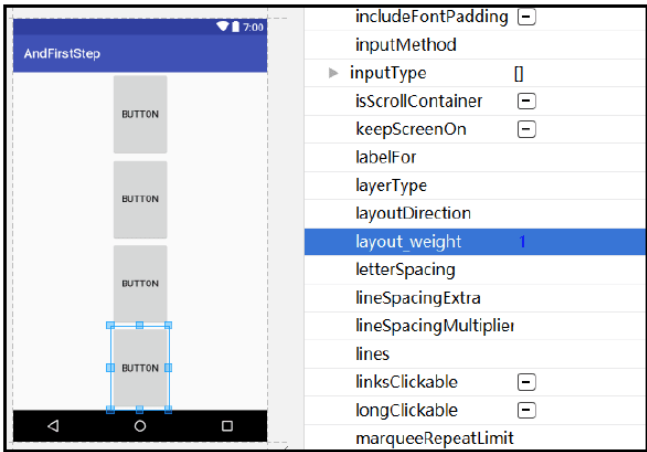 7:00
AndFirstStep
BUTTON
BUTTON
BUTTON
BUTTON
includeFontPadding
inputMethod
inputType []
isScrollContainer
keepScreenOn
labelFor
layerType
layoutDirection
layout_weight 1
letterSpacing
lineSpacingExtra
lineSpacingMultiplier
lines
linksClickable
longClickable
marqueeRepeatLimit